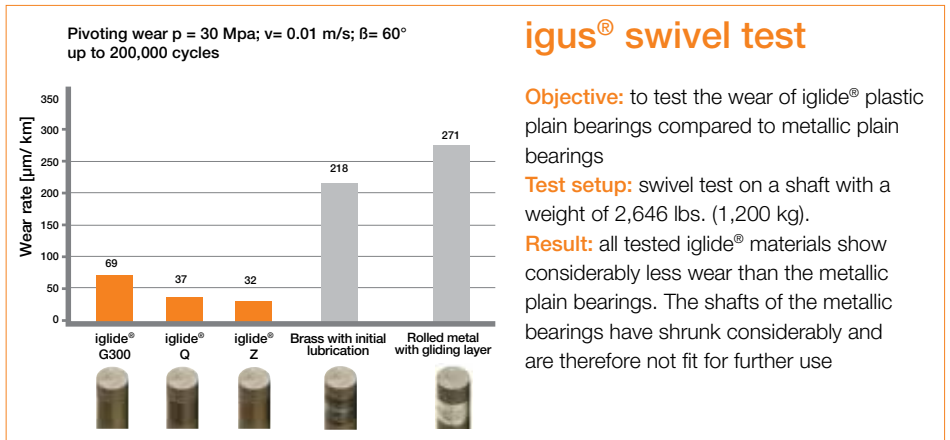 Pivoting wear p = 30 Mpa; v= 0.01 m/s; ß= 60°
up to 200,000 cycles
Wear rate [μm/ km]
350
300
250
200
150
100
50
0
69
37
32
218
271
iglide®
G300
iglide®
Q
iglide®
Z
Brass with initial
lubrication
Rolled metal
with gliding layer
igus® swivel test
Objective: to test the wear of iglide® plastic
plain bearings compared to metallic plain
bearings
Test setup: swivel test on a shaft with a
weight of 2,646 lbs. (1,200 kg).
Result: all tested iglide® materials show
considerably less wear than the metallic
plain bearings. The shafts of the metallic
bearings have shrunk considerably and
are therefore not fit for further use